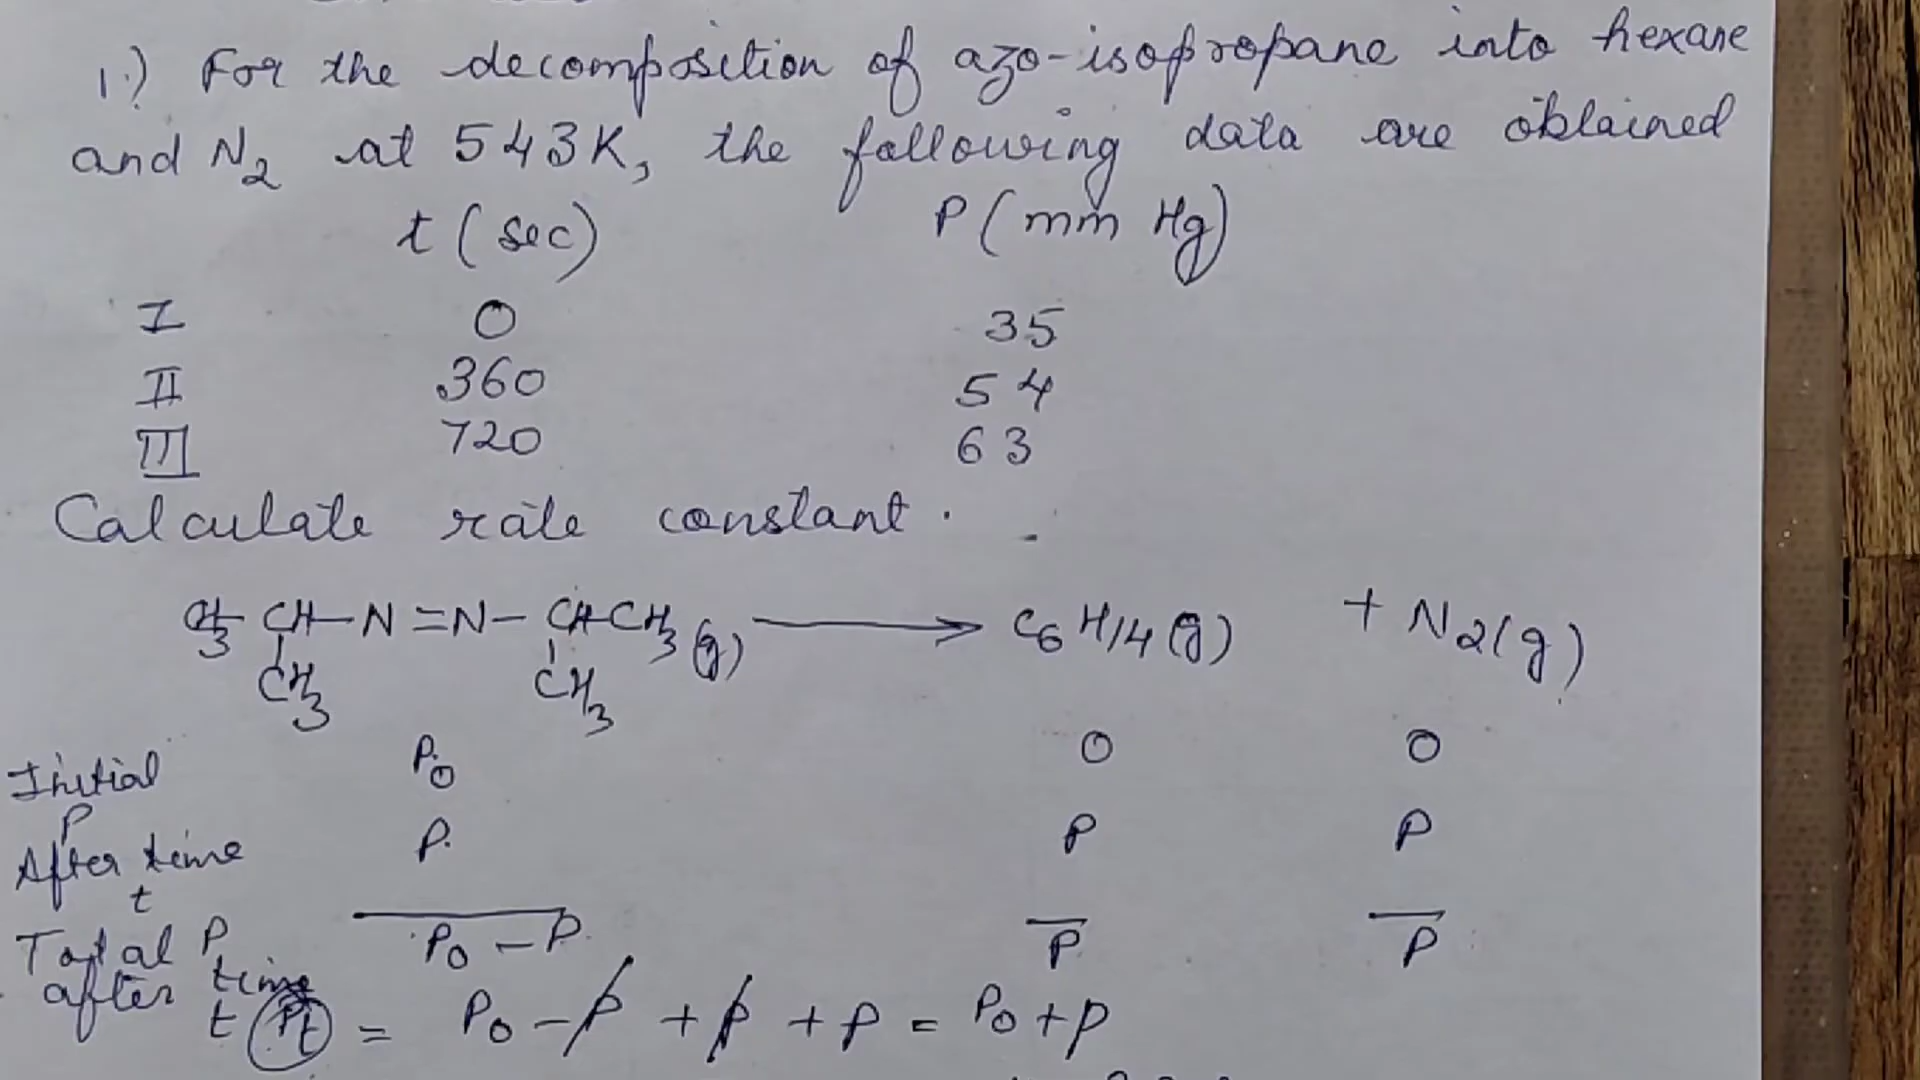 1.) For the decomposition of azo-isopropane into hexane
and N2 at 543K, the following data are obtained
t (sec) P (mm Hg)
I 0 35
II 360 54
III 720 63
Calculate rate constant.
CH3-CH-N=N-CH-CH3(g) → C6H14(g) + N2(g)
CH3 CH3
Initial P P0 0 0
After time t P P P
P0-P P P
Total P after time t (Pt) = P0-p+p+p = P0+p